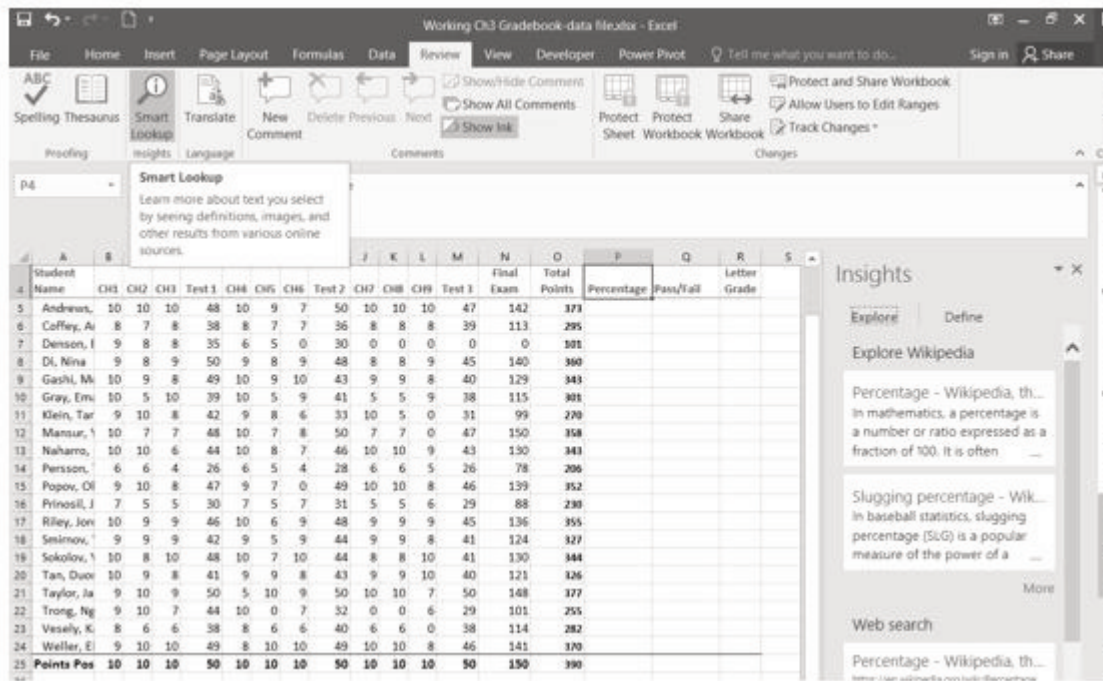 Working Ch3 Gradebook-data file.xlsx - Excel
File Home Insert Page Layout Formulas Data Review View Developer Power Pivot Tell me what you want to do... Sign in Share
ABC
Spelling Thesaurus Smart Lookup Translate New Comment Delete Previous Next
Show/Hide Comment
Show All Comments
Show Ink
Protect Sheet Protect Workbook Share Workbook
Protect and Share Workbook
Allow Users to Edit Ranges
Track Changes
Proofing Insights Language Comments Changes
P4
Smart Lookup
Learn more about text you select
by seeing definitions, images, and
other results from various online
sources.
A B J K L M N O P Q R S
4 Student Name CH1 CH2 CH3 Test 1 CH4 CH5 CH6 Test 2 CH7 CH8 CH9 Test 3 Final Exam Total Points Percentage Pass/Fail Letter Grade
5 Andrews, 10 10 10 48 10 9 7 50 10 10 10 47 142 373
6 Coffey, A 8 7 8 38 8 7 7 36 8 8 8 39 113 295
7 Denson, 9 8 8 35 6 5 0 30 0 0 0 0 0 101
8 Di, Nina 9 8 9 50 9 8 9 48 8 8 9 45 140 360
9 Gashi, M 10 9 8 49 10 9 10 43 9 9 8 40 129 343
10 Gray, Em 10 5 10 39 10 5 9 41 5 5 9 38 115 301
11 Klein, Tar 9 10 8 42 9 8 6 33 10 5 0 31 99 270
12 Mansur, 10 7 7 48 10 7 8 50 7 7 0 47 150 358
13 Naharro, 10 10 6 44 10 8 7 46 10 10 9 43 130 343
14 Persson, 6 6 4 26 6 5 4 28 6 6 5 26 78 206
15 Popov, Ol 9 10 8 47 9 7 0 49 10 10 8 46 139 352
16 Prinosil, J 7 5 5 30 7 5 7 31 5 5 6 29 88 230
17 Riley, Jor 10 9 9 46 10 6 9 48 9 9 9 45 136 355
18 Smirnov, 9 9 9 42 9 5 9 44 9 9 8 41 124 327
19 Sokolov, 10 8 10 48 10 7 10 44 8 8 10 41 130 344
20 Tan, Duo 10 9 8 41 9 9 8 43 9 9 10 40 121 326
21 Taylor, Ja 9 10 9 50 5 10 9 50 10 10 7 50 148 377
22 Trong, Ng 9 10 7 44 10 0 7 32 0 0 6 29 101 255
23 Vesely, K 8 6 6 38 8 6 6 40 6 6 0 38 114 282
24 Weller, E 9 10 10 49 8 10 10 49 10 10 8 46 141 370
25 Points Pos 10 10 10 50 10 10 10 50 10 10 10 50 150 390
Insights
Explore Define
Explore Wikipedia
Percentage - Wikipedia, th...
In mathematics, a percentage is
a number or ratio expressed as a
fraction of 100. It is often ...
Slugging percentage - Wik...
In baseball statistics, slugging
percentage (SLG) is a popular
measure of the power of a ...
More
Web search
Percentage - Wikipedia, th...